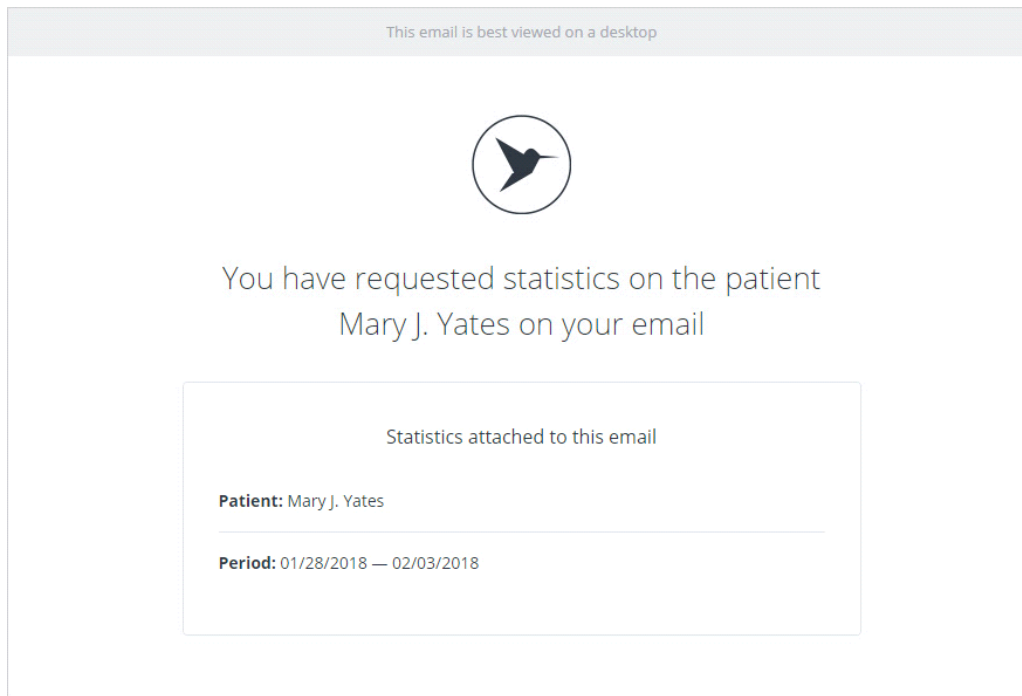 This email is best viewed on a desktop
You have requested statistics on the patient
Mary J. Yates on your email
Statistics attached to this email
Patient: Mary J. Yates
Period: 01/28/2018 — 02/03/2018